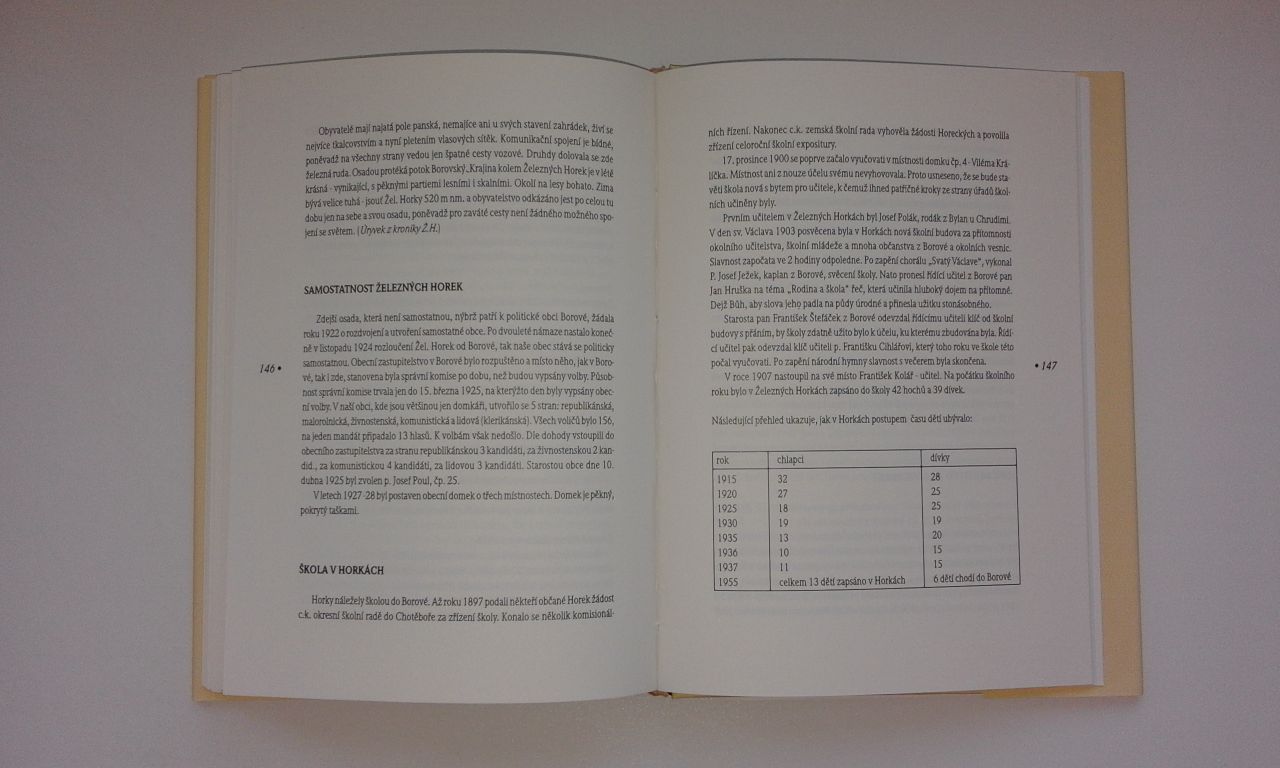 Obyvatelé mají najatá pole panská, nemajíce ani u svých stavení zahrádek, živí se
nejvíce tkalcovstvím a nyní pletením vlasových sítěk. Komunikační spojení je bídné,
poněvadž na všechny strany vedou jen špatné cesty vozové. Druhdy dolovala se zde
železná ruda. Osadou protéká potok Borovský „Krajina kolem Železných Horek je v létě
krásná - vynikající, s pěknými partiemi lesními i skalními. Okolí na lesy bohato. Zima
bývá velice tuhá - jsouť Žel. Horky 520 m nm. a obyvatelstvo odkázáno jest po celou tu
dobu jen na sebe a svou osadu, poněvadž pro zaváté cesty není žádného možného spo-
jení se světem. (Úryvek z kroniky Ž.H.)
SAMOSTATNOST ŽELEZNÝCH HOREK
Zdejší osada, která není samostatnou, nýbrž patří k politické obci Borové, žádala
roku 1922 o rozdvojení a utvoření samostatné obce. Po dvouleté námaze nastalo koneč-
ně v listopadu 1924 rozloučení Žel. Horek od Borové, tak naše obec stává se politicky
samostatnou. Obecní zastupitelstvo v Borové bylo rozpuštěno a místo něho, jak v Boro-
vé, tak i zde, stanovena byla správní komise po dobu, než budou vypsány volby. Působ-
nost správní komise trvala jen do 15. března 1925, na kterýžto den byly vypsány obec-
ní volby. V naší obci, kde jsou většinou jen domkáři, utvořilo se 5 stran: republikánská,
malorolnická, živnostenská, komunistická a lidová (klerikánská). Všech voličů bylo 156,
na jeden mandát připadalo 13 hlasů. K volbám však nedošlo. Dle dohody vstoupili do
obecního zastupitelstva za stranu republikánskou 3 kandidáti, za živnostenskou 2 kan-
did., za komunistickou 4 kandidáti, za lidovou 3 kandidáti. Starostou obce dne 10.
dubna 1925 byl zvolen p. Josef Poul, čp. 25.
V letech 1927-28 byl postaven obecní domek o třech místnostech. Domek je pěkný,
pokrytý taškami.
ŠKOLA V HORKÁCH
Horky náležely školou do Borové. Až roku 1897 podali někteří občané Horek žádost
c.k. okresní školní radě do Chotěboře za zřízení školy. Konalo se několik komisionál-
146 •
ních řízení. Nakonec c.k. zemská školní rada vyhověla žádosti Horeckých a povolila
zřízení celoroční školní expositury.
17. prosince 1900 se poprve začalo vyučovati v místnosti domku čp. 4 - Viléma Krá-
líčka. Místnost ani z nouze účelu svému nevyhovovala. Proto usneseno, že se bude sta-
věti škola nová s bytem pro učitele, k čemuž ihned patřičné kroky ze strany úřadů škol-
ních učiněny byly.
Prvním učitelem v Železných Horkách byl Josef Polák, rodák z Bylan u Chrudimi.
V den sv. Václava 1903 posvěcena byla v Horkách nová školní budova za přítomnosti
okolního učitelstva, školní mládeže a mnoha občanstva z Borové a okolních vesnic.
Slavnost započata ve 2 hodiny odpoledne. Po zapění chorálu „Svatý Václave“, vykonal
P. Josef Ježek, kaplan z Borové, svěcení školy. Nato pronesl řídící učitel z Borové pan
Jan Hruška na téma „Rodina a škola“ řeč, která učinila hluboký dojem na přítomné.
Dejž Bůh, aby slova jeho padla na půdy úrodné a přinesla užitku stonásobného.
Starosta pan František Štefáček z Borové odevzdal řídícímu učiteli klíč od školní
budovy s přáním, by školy zdatně užito bylo k účelu, ku kterému zbudována byla. Řídí-
cí učitel pak odevzdal klíč učiteli p. Františku Cihlářovi, který toho roku ve škole této
počal vyučovati. Po zapění národní hymny slavnost s večerem byla skončena.
V roce 1907 nastoupil na své místo František Kolář - učitel. Na počátku školního
roku bylo v Železných Horkách zapsáno do školy 42 hochů a 39 dívek.
Následující přehled ukazuje, jak v Horkách postupem času dětí ubývalo:
rok chlapci dívky
1915 32 28
1920 27 25
1925 18 25
1930 19 19
1935 13 20
1936 10 15
1937 11 15
1955 celkem 13 dětí zapsáno v Horkách 6 dětí chodí do Borové
• 147